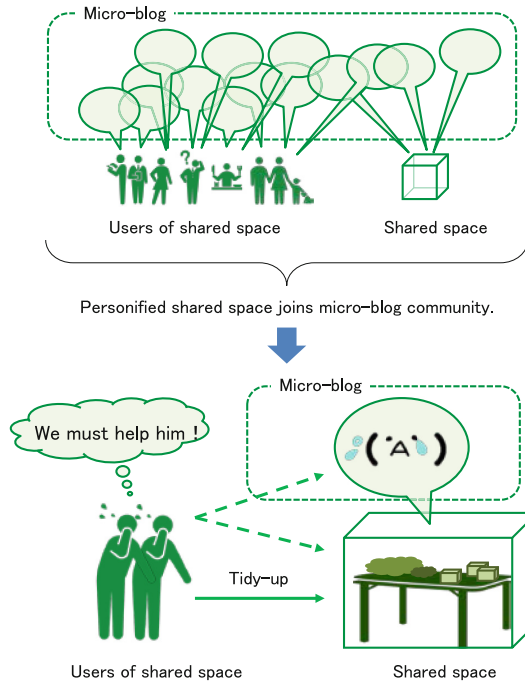 Micro-blog
?
Users of shared space
Shared space
Personified shared space joins micro-blog community.
Micro-blog
We must help him !
( ́A`)
Tidy-up
Users of shared space
Shared space